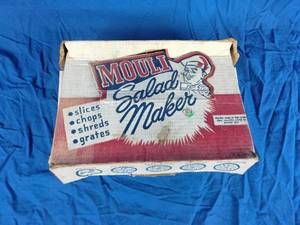 MOULI
Salad
Maker
• slices
• chops
• shreds
• grates